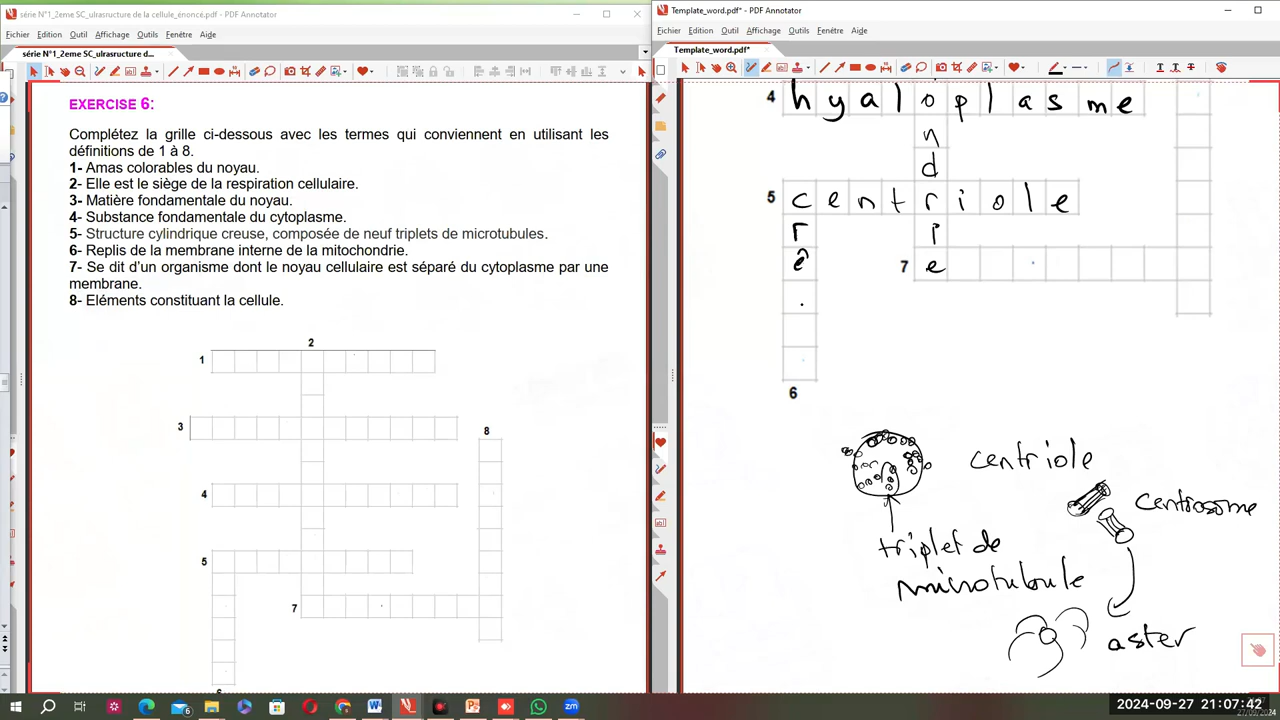 série N°1_2eme SC_ulrasructure de la cellule_énoncé.pdf - PDF Annotator
Fichier Edition Outil Affichage Outils Fenêtre Aide
série N°1_2eme SC_ulrasructure d...
EXERCISE 6:
Complétez la grille ci-dessous avec les termes qui conviennent en utilisant les
définitions de 1 à 8.
1- Amas colorables du noyau.
2- Elle est le siège de la respiration cellulaire.
3- Matière fondamentale du noyau.
4- Substance fondamentale du cytoplasme.
5- Structure cylindrique creuse, composée de neuf triplets de microtubules.
6- Replis de la membrane interne de la mitochondrie.
7- Se dit d'un organisme dont le noyau cellulaire est séparé du cytoplasme par une
membrane.
8- Eléments constituant la cellule.
2
1
3
8
4
5
7
Template_word.pdf* - PDF Annotator
Fichier Edition Outil Affichage Outils Fenêtre Aide
Template_word.pdf*
4 hyaloplasme
n
d
5 centriole
r i
ê 7 e
6
centriole
centrosome
triplet de
microtubule
aster
2024-09-27 21:07:42